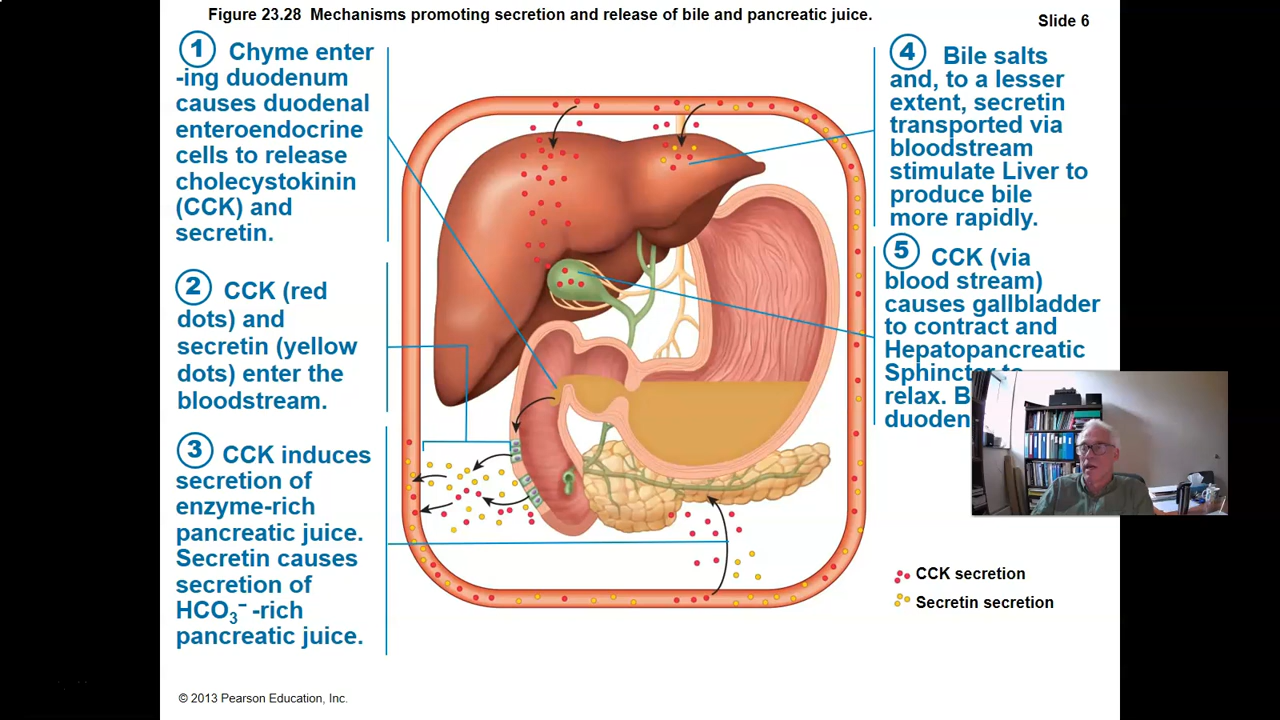 Figure 23.28 Mechanisms promoting secretion and release of bile and pancreatic juice.
Slide 6
1 Chyme enter
-ing duodenum
causes duodenal
enteroendocrine
cells to release
cholecystokinin
(CCK) and
secretin.
2 CCK (red
dots) and
secretin (yellow
dots) enter the
bloodstream.
3 CCK induces
secretion of
enzyme-rich
pancreatic juice.
Secretin causes
secretion of
HCO3– -rich
pancreatic juice.
4 Bile salts
and, to a lesser
extent, secretin
transported via
bloodstream
stimulate Liver to
produce bile
more rapidly.
5 CCK (via
blood stream)
causes gallbladder
to contract and
Hepatopancreatic
to
relax.
CCK secretion
Secretin secretion
© 2013 Pearson Education, Inc.